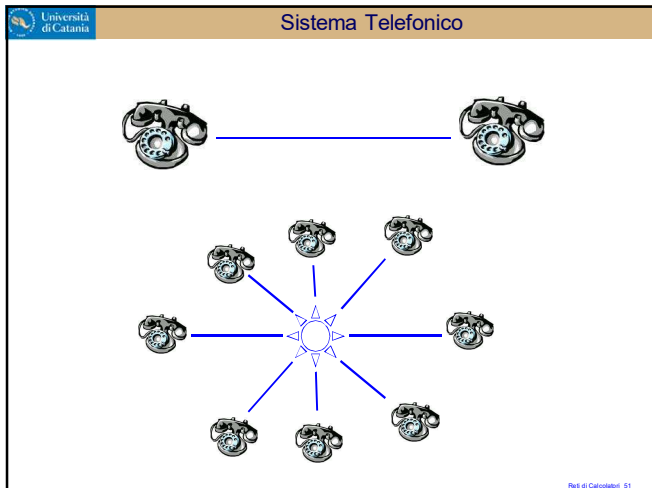 Università
di Catania
Sistema Telefonico
Reti di Calcolatori 51